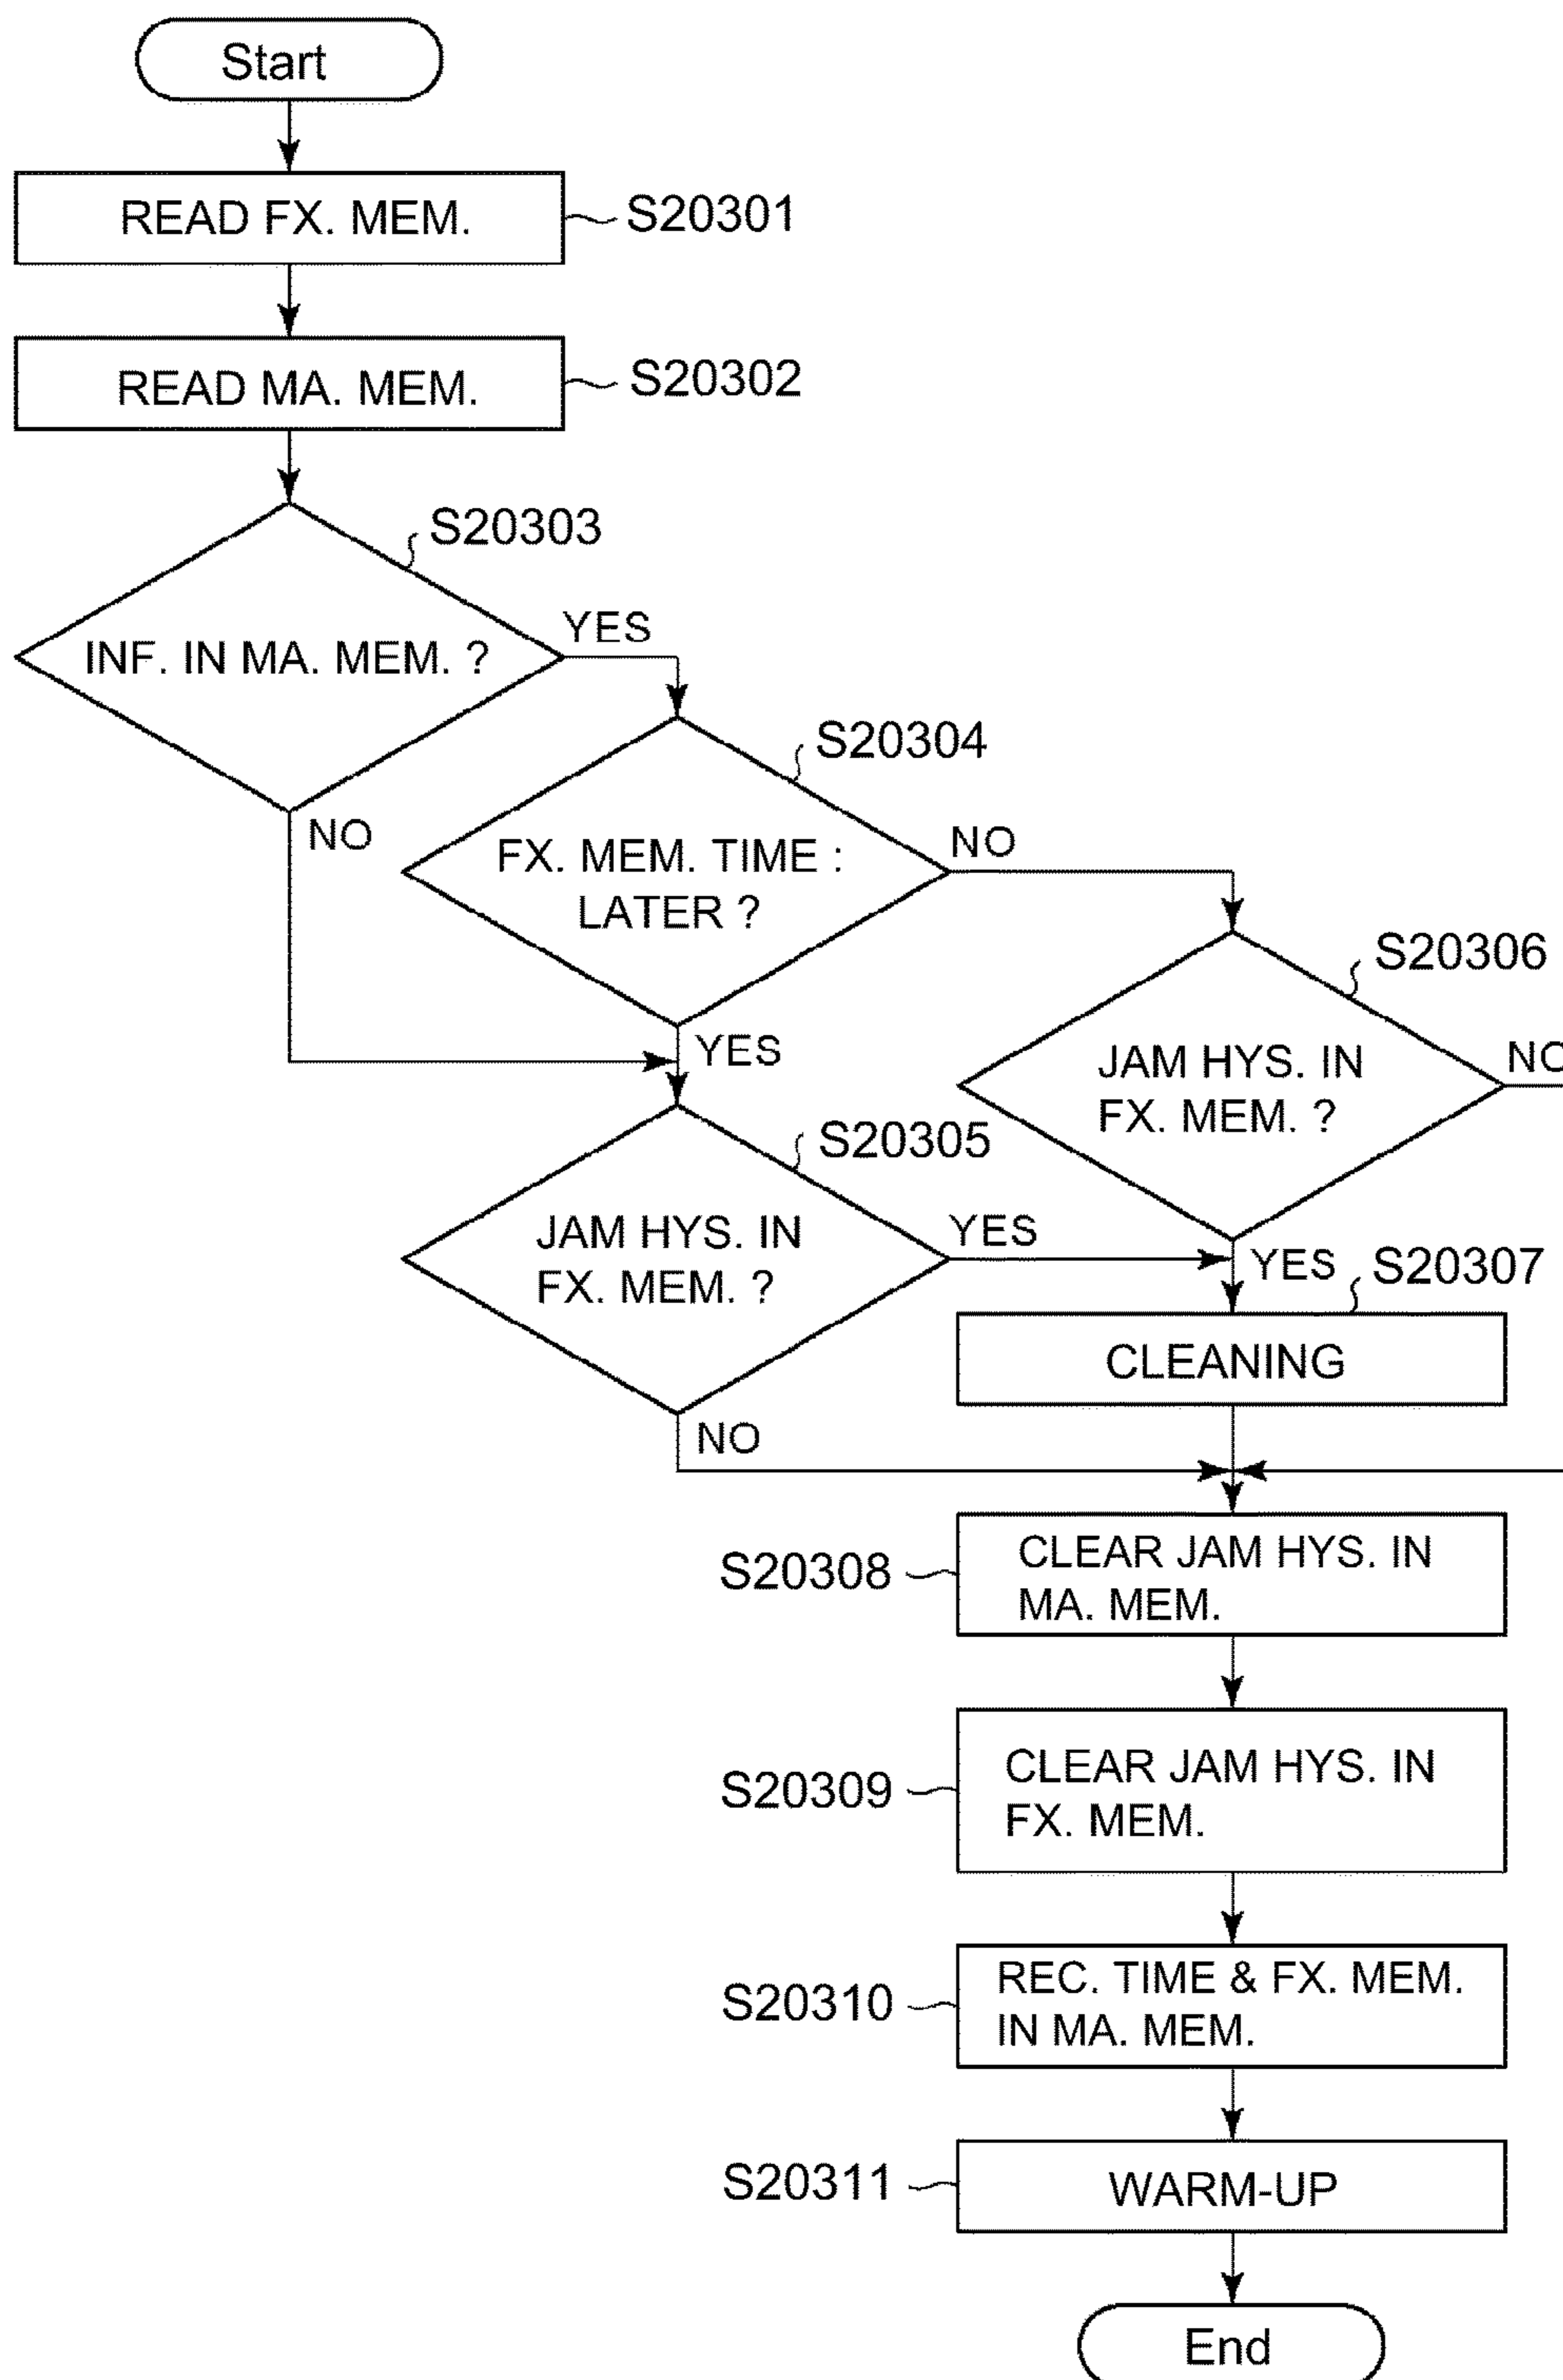 Start
READ FX. MEM.
S20301
READ MA. MEM.
S20302
S20303
INF. IN MA. MEM. ?
YES
NO
S20304
FX. MEM. TIME :
LATER ?
NO
YES
S20306
JAM HYS. IN
FX. MEM. ?
NO
YES
S20305
JAM HYS. IN
FX. MEM. ?
YES
NO
S20307
CLEANING
S20308
CLEAR JAM HYS. IN
MA. MEM.
S20309
CLEAR JAM HYS. IN
FX. MEM.
S20310
REC. TIME & FX. MEM.
IN MA. MEM.
S20311
WARM-UP
End